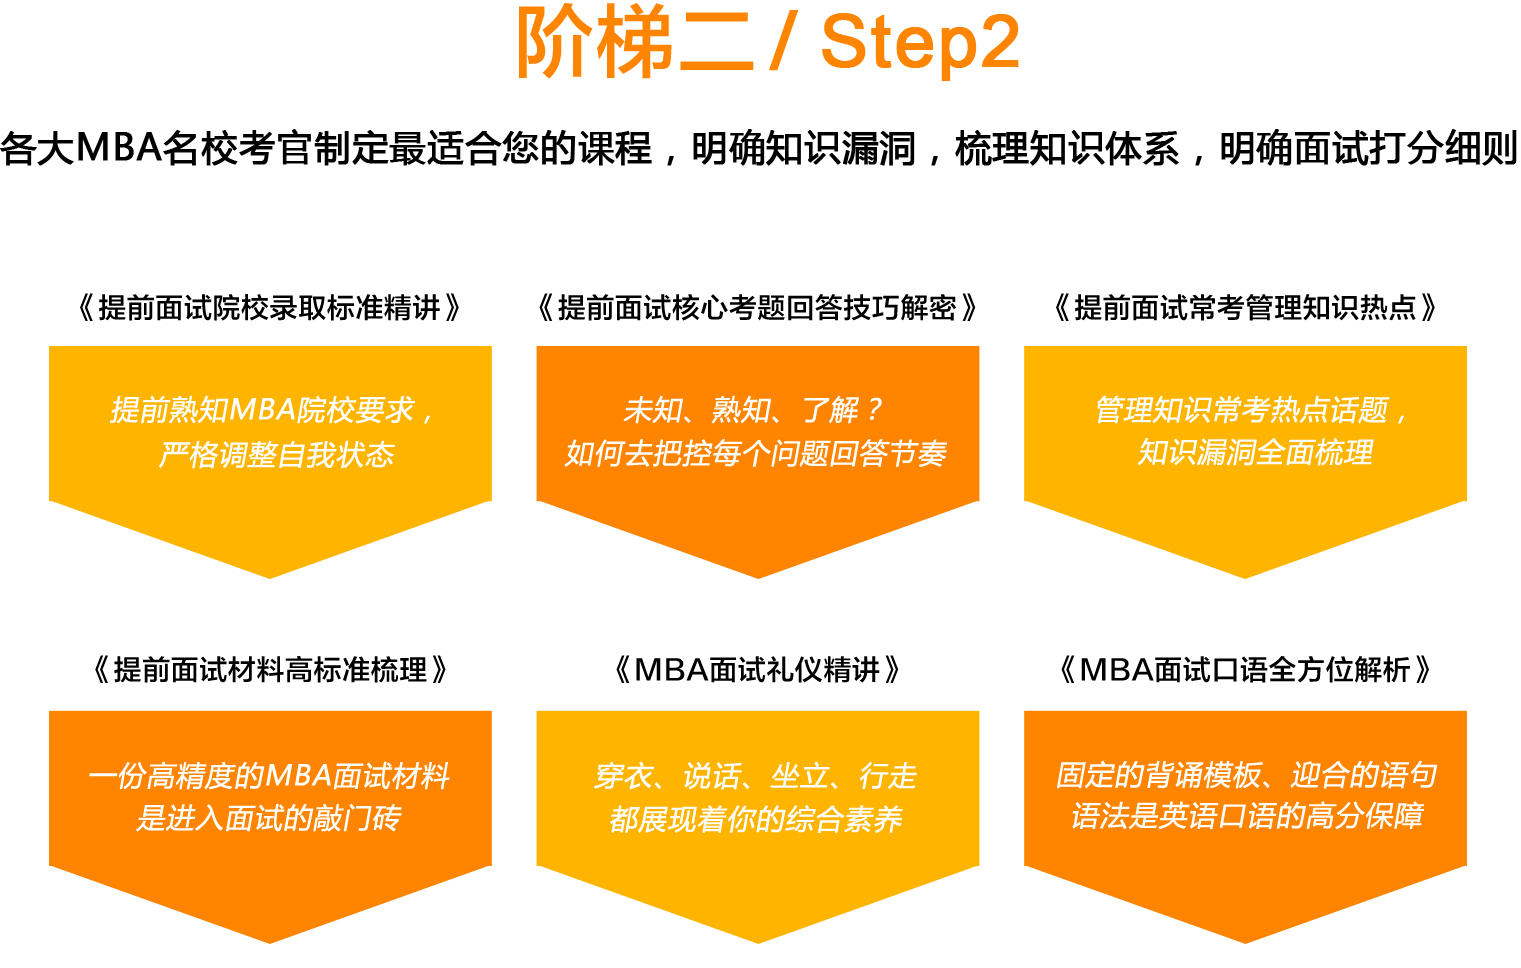 阶梯二 / Step2
各大MBA名校考官制定最适合您的课程，明确知识漏洞，梳理知识体系，明确面试打分细则
《提前面试院校录取标准精讲》
提前熟知MBA院校要求，
严格调整自我状态
《提前面试核心考题回答技巧解密》
未知、熟知、了解？
如何去把控每个问题回答节奏
《提前面试常考管理知识热点》
管理知识常考热点话题，
知识漏洞全面梳理
《提前面试材料高标准梳理》
一份高精度的MBA面试材料
是进入面试的敲门砖
《MBA面试礼仪精讲》
穿衣、说话、坐立、行走
都展现着你的综合素养
《MBA面试口语全方位解析》
固定的背诵模板、迎合的语句
语法是英语口语的高分保障